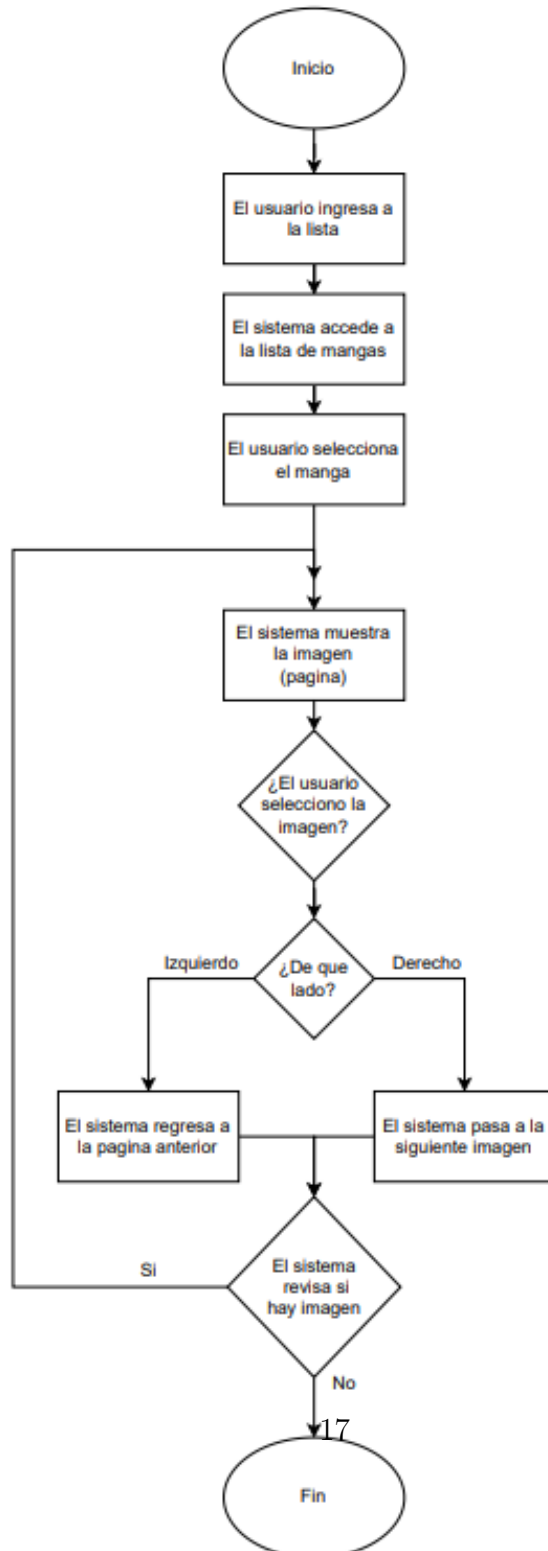 Inicio
El usuario ingresa a
la lista
El sistema accede a
la lista de mangas
El usuario selecciona
el manga
El sistema muestra
la imagen
(pagina)
¿El usuario
selecciono la
imagen?
Izquierdo
¿De que
lado?
Derecho
El sistema regresa a
la pagina anterior
El sistema pasa a la
siguiente imagen
Si
El sistema
revisa si
hay imagen
No
17
Fin